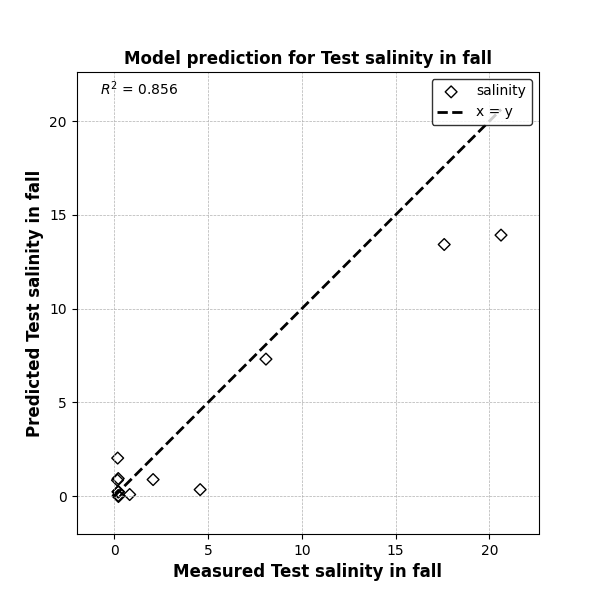 Model prediction for Test salinity in fall
R² = 0.856
salinity
x = y
20
15
10
5
0
Predicted Test salinity in fall
0 5 10 15 20
Measured Test salinity in fall